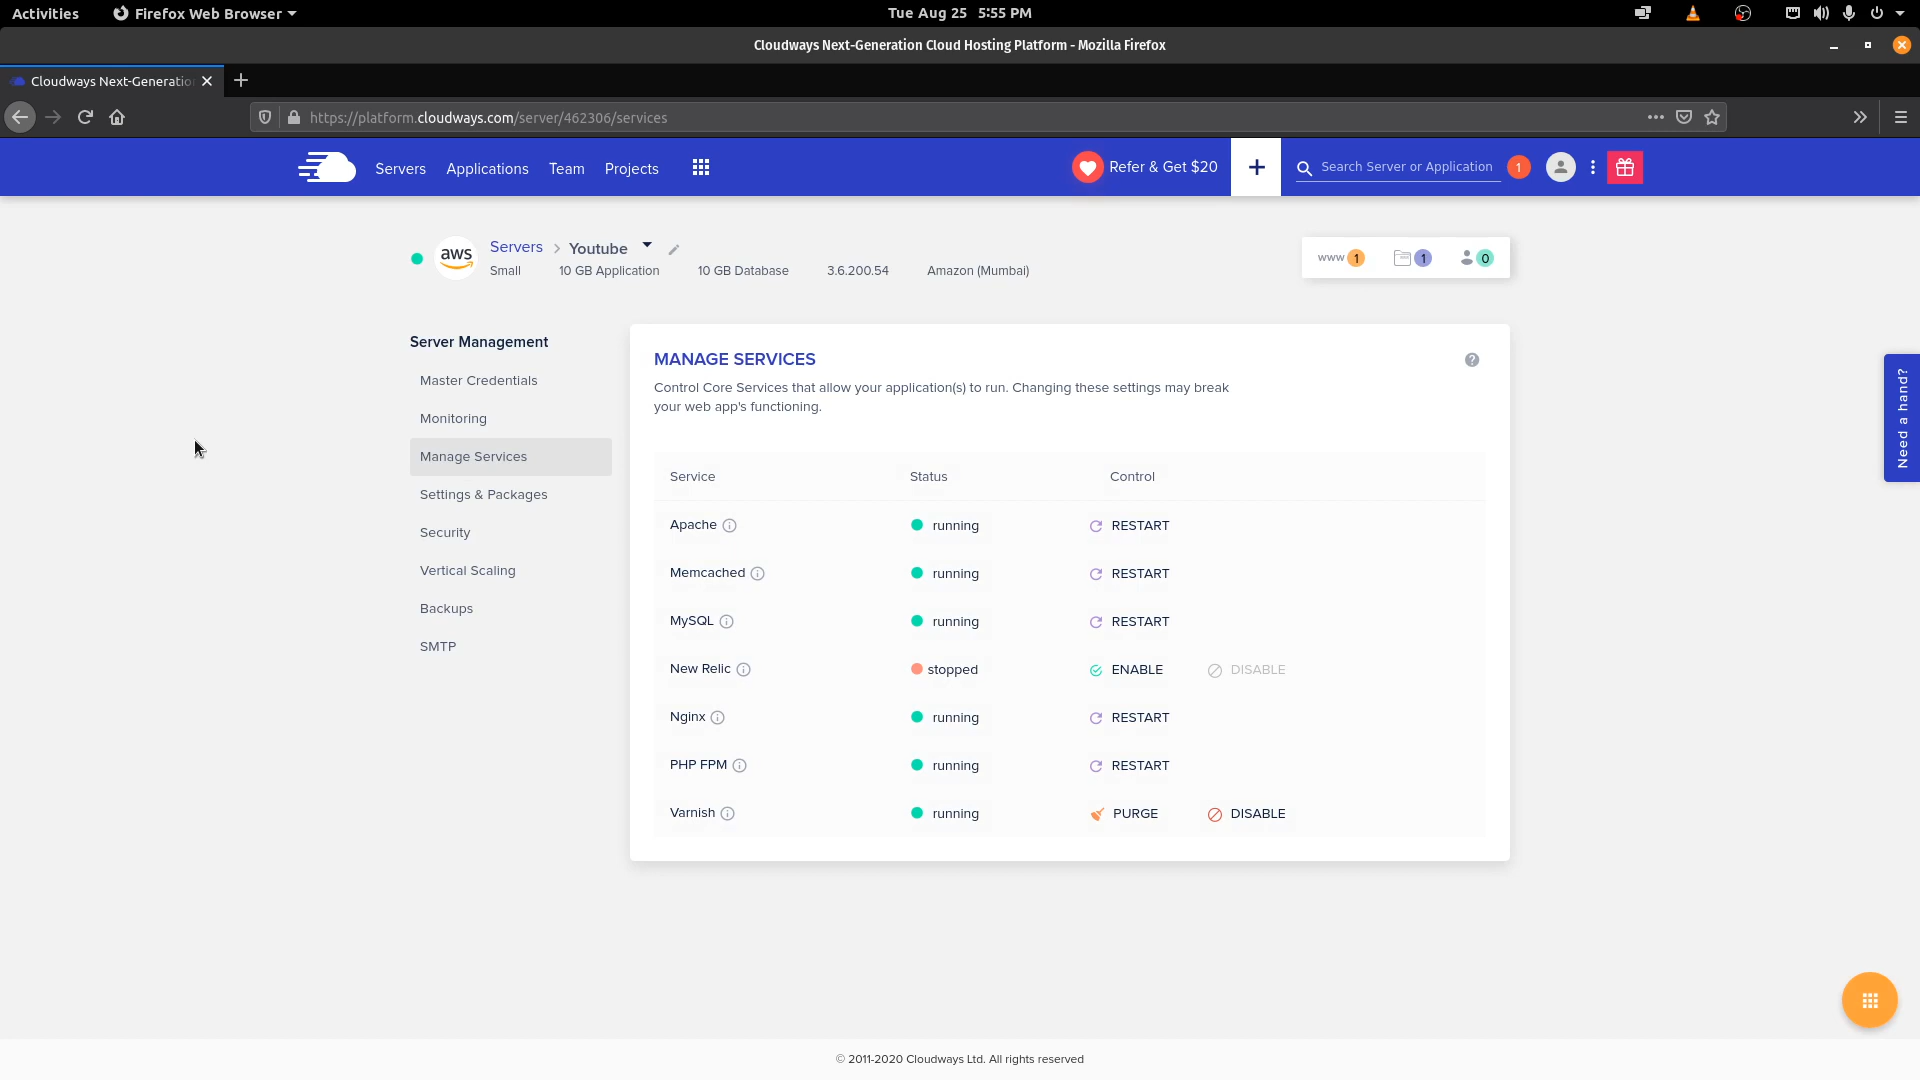 Activities Firefox Web Browser Tue Aug 25 5:55 PM
Cloudways Next-Generation Cloud Hosting Platform - Mozilla Firefox
Cloudways Next-Generatio
https://platform.cloudways.com/server/462306/services
Servers Applications Team Projects Refer & Get $20 + Search Server or Application 1
aws Servers > Youtube
Small 10 GB Application 10 GB Database 3.6.200.54 Amazon (Mumbai)
www 1 1 0
Server Management
Master Credentials
Monitoring
Manage Services
Settings & Packages
Security
Vertical Scaling
Backups
SMTP
MANAGE SERVICES ?
Control Core Services that allow your application(s) to run. Changing these settings may break
your web app's functioning.
Service Status Control
Apache running RESTART
Memcached running RESTART
MySQL running RESTART
New Relic stopped ENABLE DISABLE
Nginx running RESTART
PHP FPM running RESTART
Varnish running PURGE DISABLE
Need a hand?
© 2011-2020 Cloudways Ltd. All rights reserved